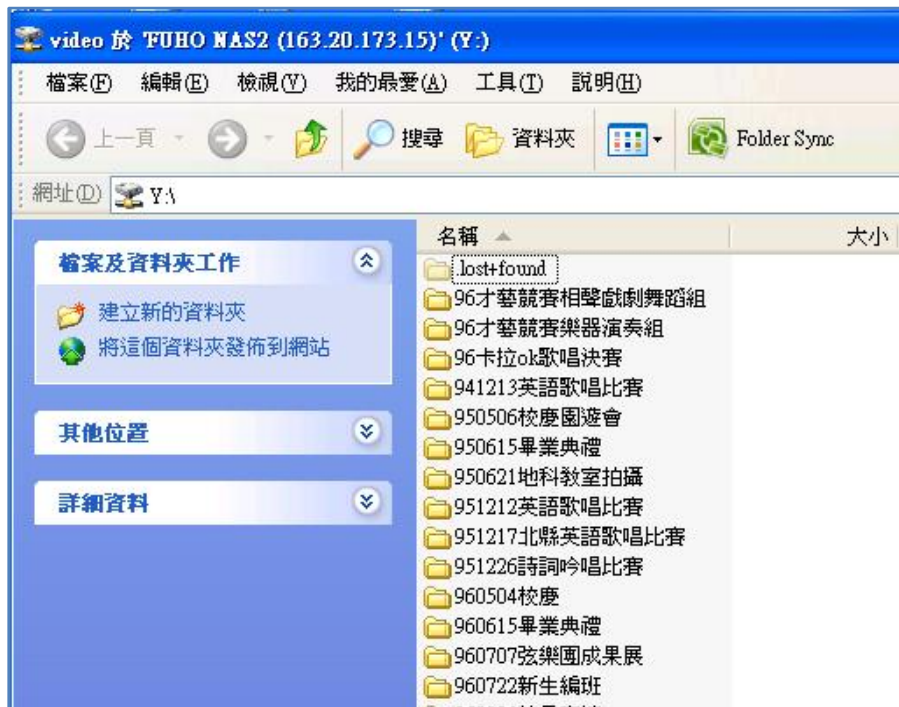 video 於 'FUHO NAS2 (163.20.173.15)' (Y:)
檔案(F) 編輯(E) 檢視(V) 我的最愛(A) 工具(T) 說明(H)
上一頁 搜尋 資料夾 Folder Sync
網址(D) Y:\
名稱 大小
檔案及資料夾工作
建立新的資料夾
將這個資料夾發佈到網站
其他位置
詳細資料
.lost+found
96才藝競賽相聲戲劇舞蹈組
96才藝競賽樂器演奏組
96卡拉ok歌唱決賽
941213英語歌唱比賽
950506校慶園遊會
950615畢業典禮
950621地科教室拍攝
951212英語歌唱比賽
951217北縣英語歌唱比賽
951226詩詞吟唱比賽
960504校慶
960615畢業典禮
960707弦樂團成果展
960722新生編班